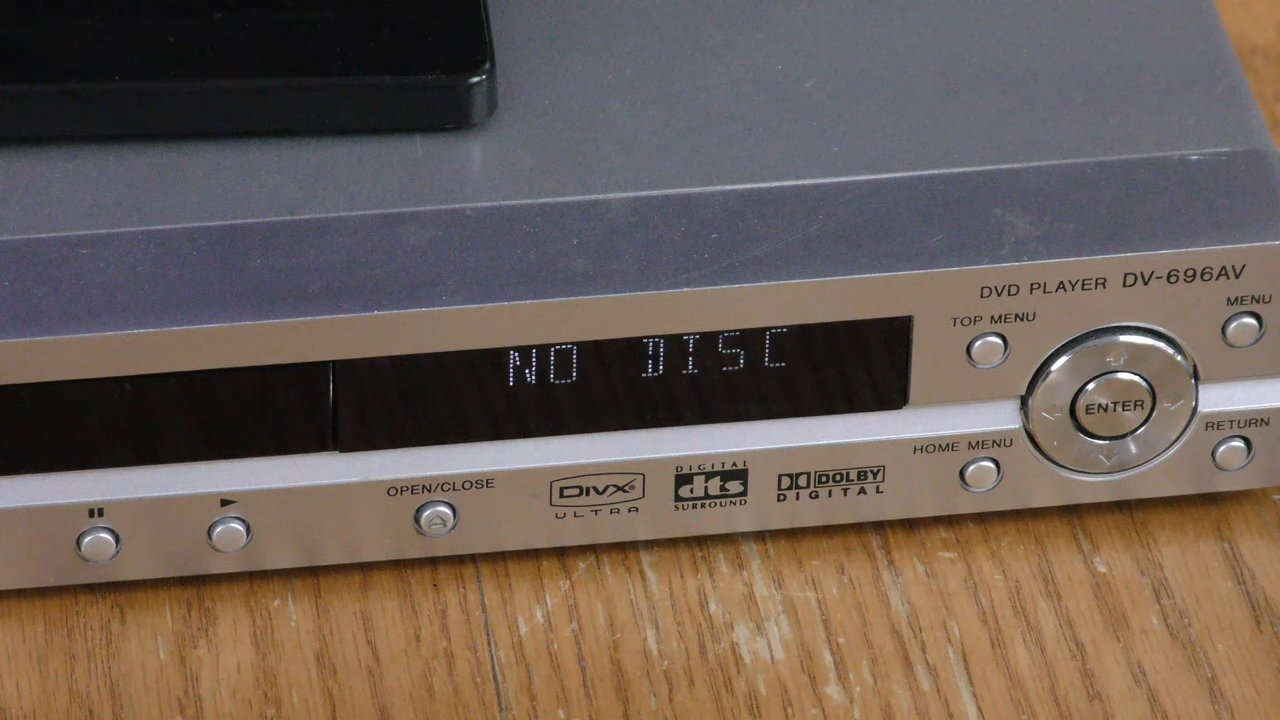 DVD PLAYER DV-696AV
TOP MENU
MENU
NO DISC
ENTER
HOME MENU
RETURN
OPEN/CLOSE
DIVX
ULTRA
DIGITAL
dts
SURROUND
DOLBY
DIGITAL